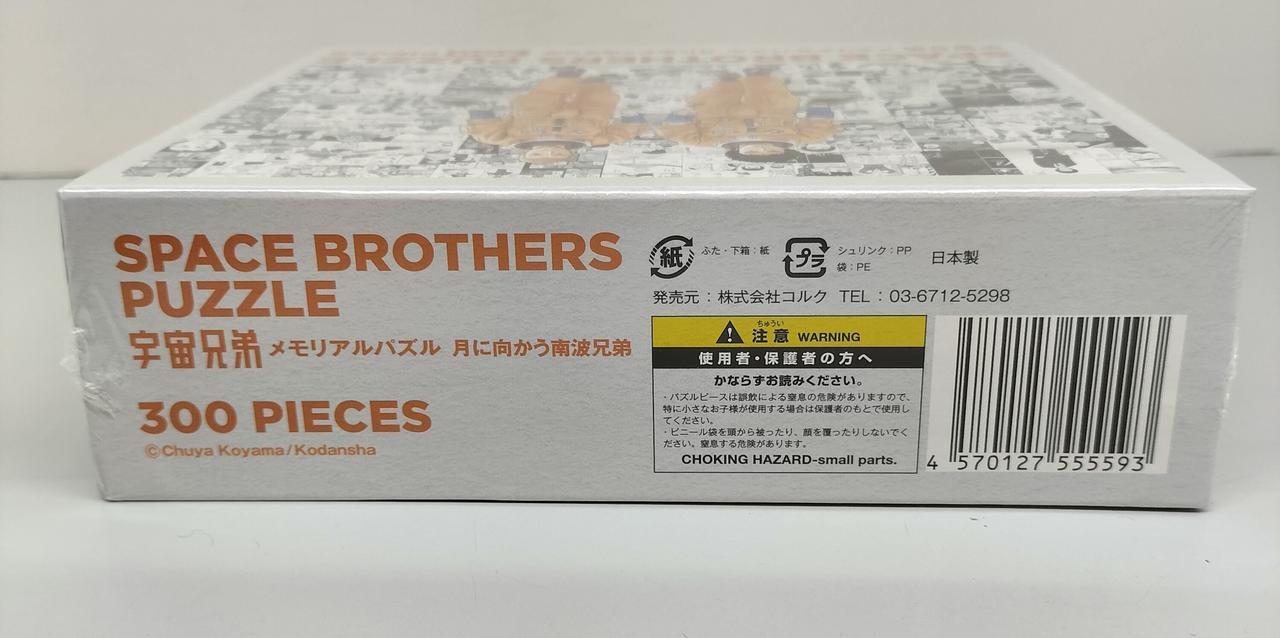 SPACE BROTHERS
PUZZLE
宇宙兄弟 メモリアルパズル 月に向かう南波兄弟
300 PIECES
©Chuya Koyama/Kodansha
紙 ふた・下箱：紙
プラ シュリンク：PP
袋：PE
日本製
発売元：株式会社コルク TEL：03-6712-5298
ちゅうい
注意 WARNING
使用者・保護者の方へ
かならずお読みください。
・パズルピースは誤飲による窒息の危険がありますので、
特に小さなお子様が使用する場合は保護者のもとで使用し
てください。
・ビニール袋を頭から被ったり、顔を覆ったりしないでく
ださい。窒息する危険があります。
CHOKING HAZARD-small parts.
4 570127 555593